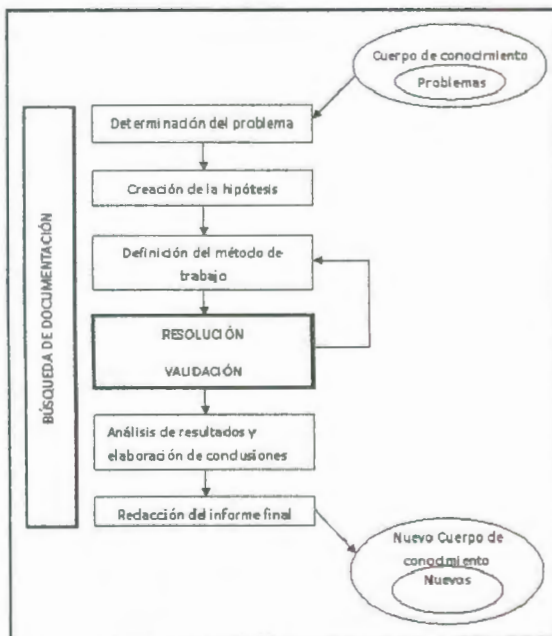 Cuerpo de conocimiento
Problemas
Determinación del problema
Creación de la hipótesis
Definición del método de
trabajo
RESOLUCIÓN
VALIDACIÓN
Análisis de resultados y
elaboración de conclusiones
Redacción del informe final
Nuevo Cuerpo de
conocimiento
Nuevos
BÚSQUEDA DE DOCUMENTACIÓN